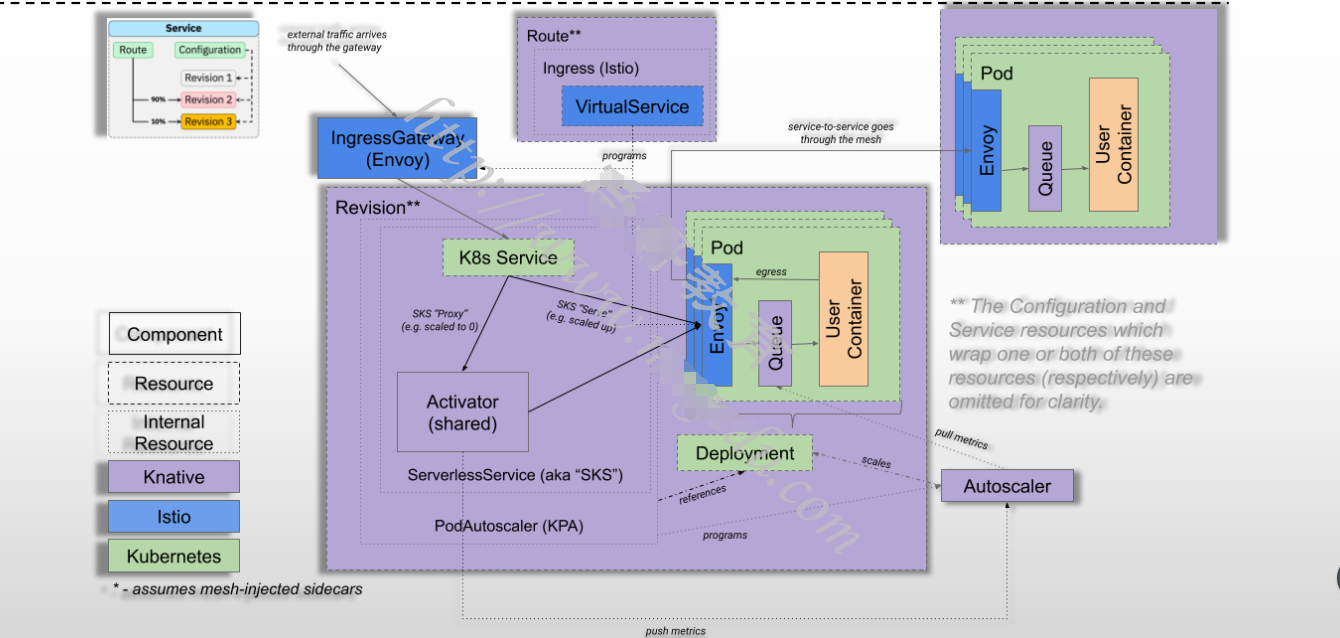 Service
Route
Configuration
Revision 1
90%
Revision 2
10%
Revision 3
external traffic arrives
through the gateway
Route**
Ingress (Istio)
VirtualService
IngressGateway
(Envoy)
programs
service-to-service goes
through the mesh
Pod
Envoy
Queue
User
Container
Revision**
K8s Service
SKS "Proxy"
(e.g. scaled to 0)
SKS "Serve"
(e.g. scaled up)
Activator
(shared)
ServerlessService (aka “SKS”)
PodAutoscaler (KPA)
Pod
egress
Envoy
Queue
User
Container
Deployment
references
scales
programs
pull metrics
Autoscaler
push metrics
** The Configuration and
Service resources which
wrap one or both of these
resources (respectively) are
omitted for clarity.
Component
Resource
Internal
Resource
Knative
Istio
Kubernetes
* - assumes mesh-injected sidecars